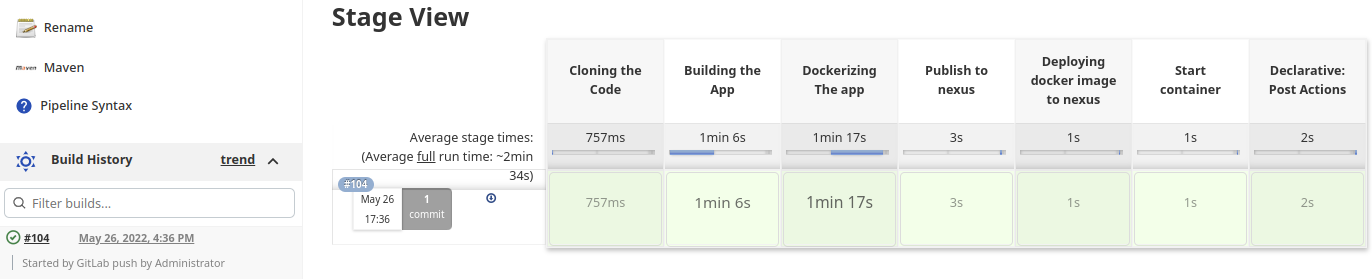 Rename
Maven
Maven
Pipeline Syntax
Build History trend
Filter builds...
#104 May 26, 2022, 4:36 PM
Started by GitLab push by Administrator
Stage View
Cloning the
Code
Building the
App
Dockerizing
The app
Publish to
nexus
Deploying
docker image
to nexus
Start
container
Declarative:
Post Actions
Average stage times:
(Average full run time: ~2min
34s)
757ms 1min 6s 1min 17s 3s 1s 1s 2s
#104
May 26
17:36
1
commit
757ms 1min 6s 1min 17s 3s 1s 1s 2s